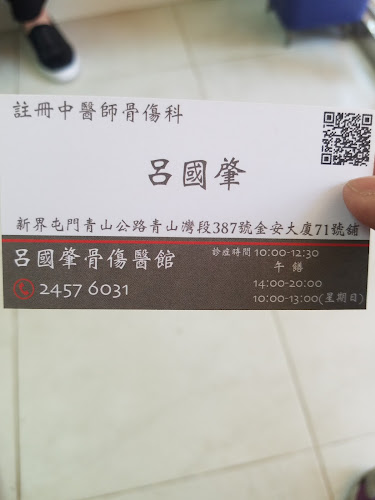 註冊中醫師骨傷科
呂國肇
新界屯門青山公路青山灣段387號金安大廈71號舖
呂國肇骨傷醫館
2457 6031
診症時間 10:00-12:30
午膳
14:00-20:00
10:00-13:00(星期日)